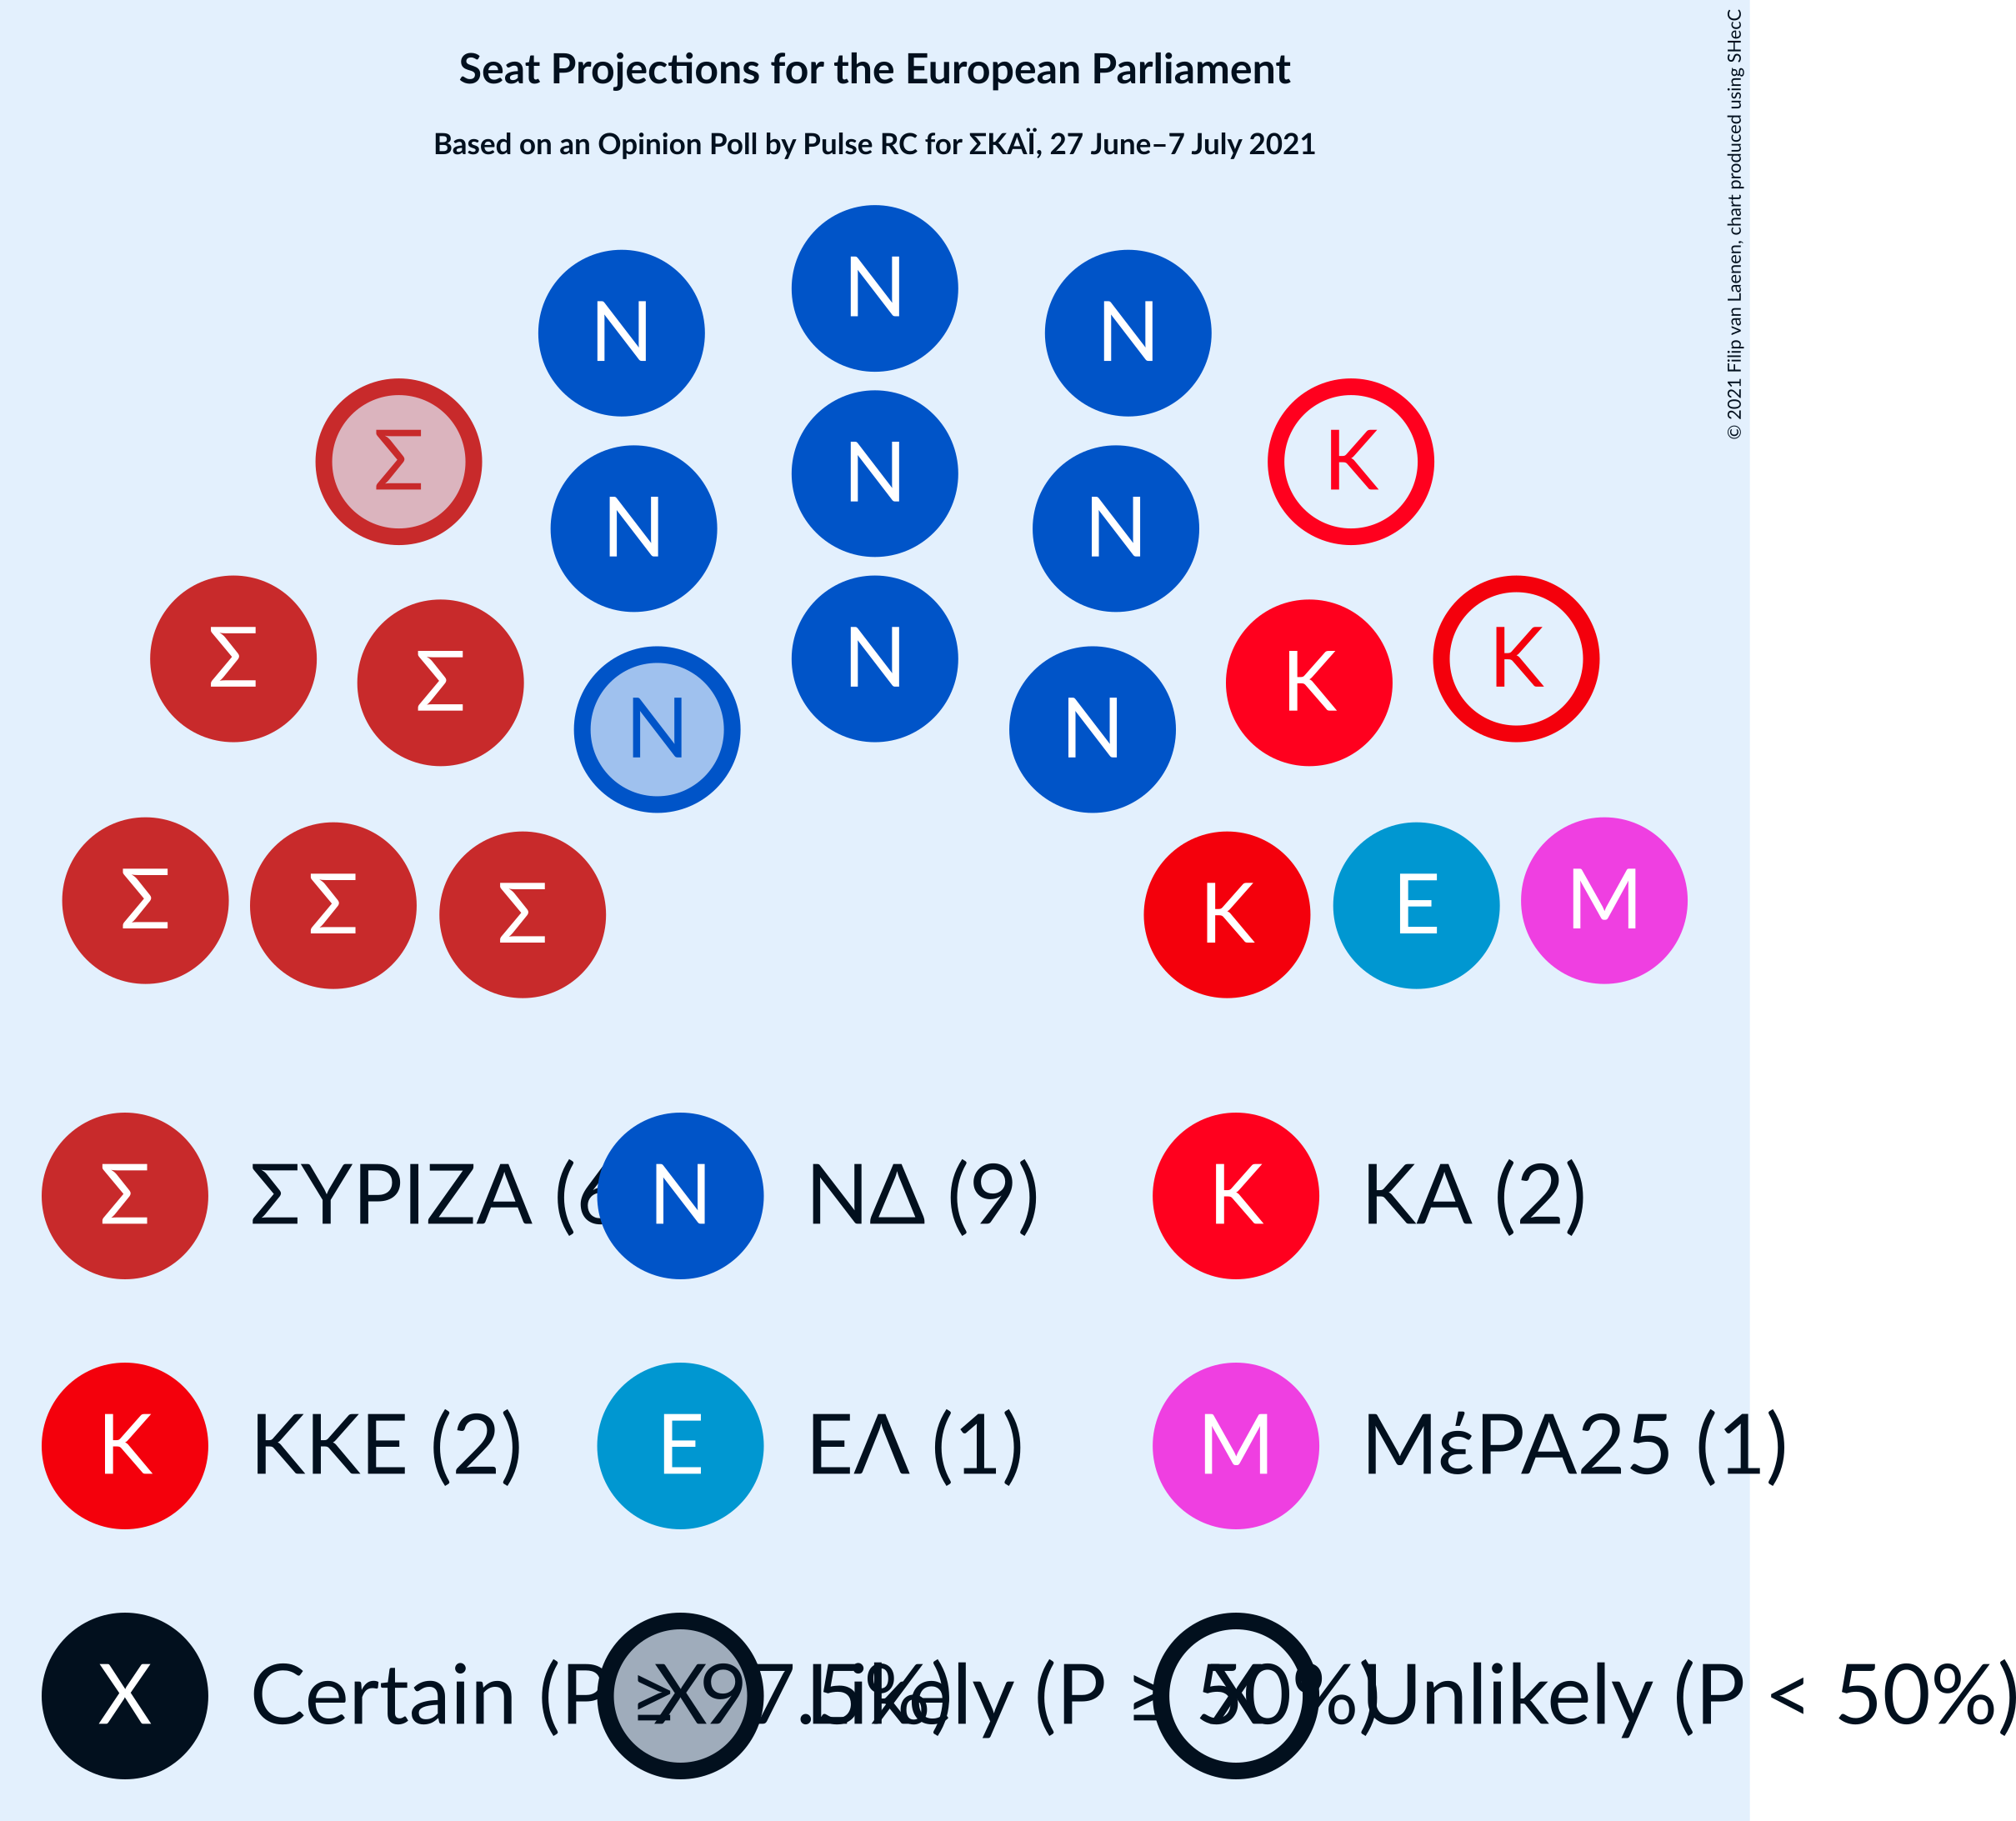 Seat Projections for the European Parliament
Based on an Opinion Poll by Pulse RC for ΣΚΑΪ, 27 June–7 July 2021
© 2021 Filip van Laenen, chart produced using SHecC
N
N N
Σ K
N
N N
Σ K
Σ K
N
N N
Σ M
Σ E
Σ K
Σ ΣΥΡΙΖΑ (6 N ΝΔ (9) K ΚΑ (2)
K ΚΚΕ (2) E ΕΛ (1) M ΜέΡΑ25 (1)
X Certain (P ≥ 97.5%) X Likely (P ≥ 50%) X Unlikely (P < 50%)